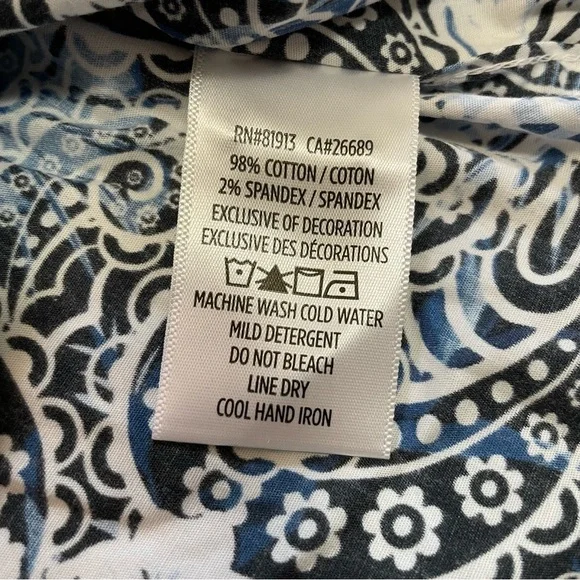 RN#81913 CA#26689
98% COTTON / COTON
2% SPANDEX / SPANDEX
EXCLUSIVE OF DECORATION
EXCLUSIVE DES DÉCORATIONS
MACHINE WASH COLD WATER
MILD DETERGENT
DO NOT BLEACH
LINE DRY
COOL HAND IRON